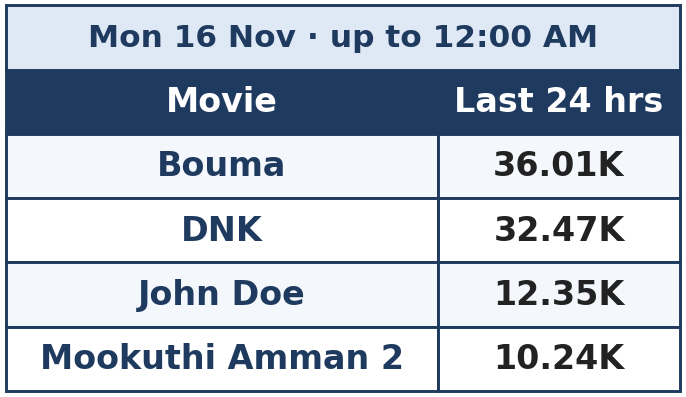 Mon 16 Nov · up to 12:00 AM
Movie Last 24 hrs
Bouma 36.01K
DNK 32.47K
John Doe 12.35K
Mookuthi Amman 2 10.24K